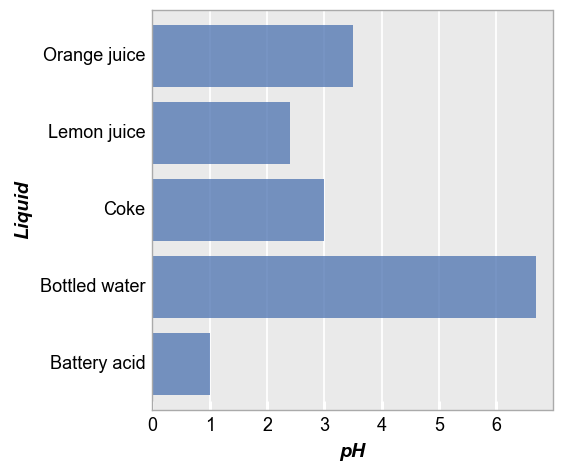 Orange juice
Lemon juice
Coke
Bottled water
Battery acid
Liquid
0 1 2 3 4 5 6
pH